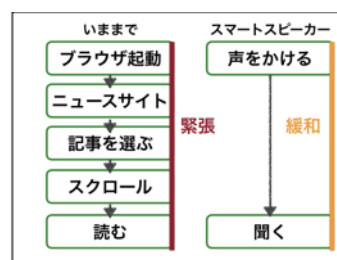 いままで
ブラウザ起動
ニュースサイト
記事を選ぶ
スクロール
読む
緊張
スマートスピーカー
声をかける
緩和
聞く